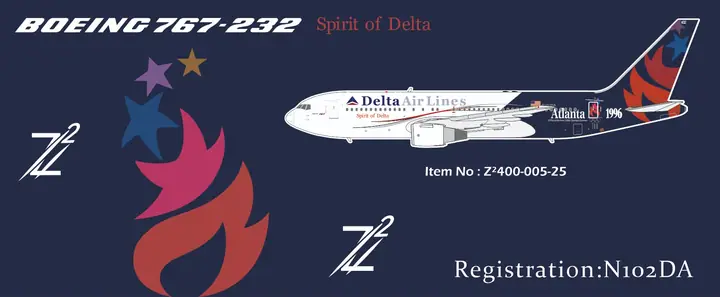 BOEING 767-232 Spirit of Delta
Delta Air Lines
Spirit of Delta
Atlanta 1996
Z²
Item No : Z²400-005-25
Z²
Registration:N102DA